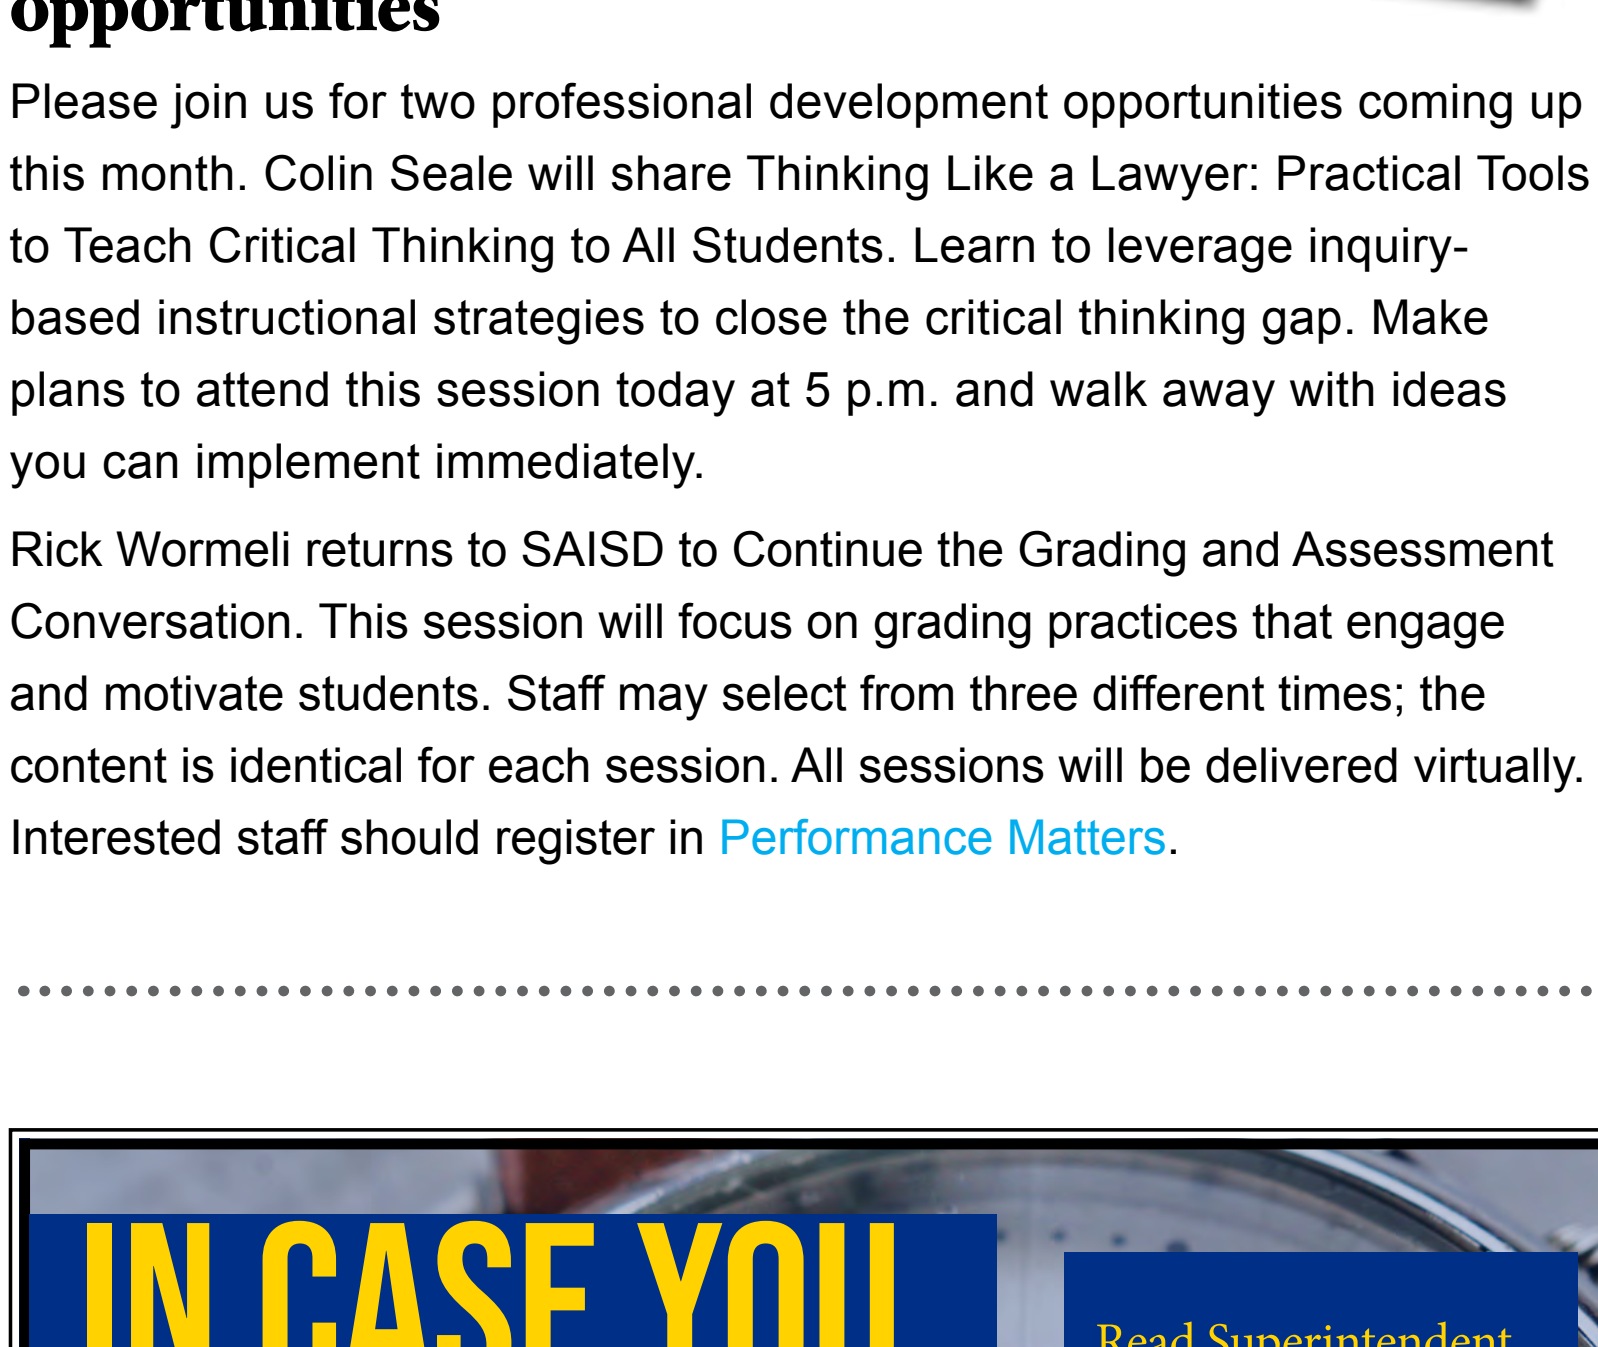 opportunities
Please join us for two professional development opportunities coming up
this month. Colin Seale will share Thinking Like a Lawyer: Practical Tools
to Teach Critical Thinking to All Students. Learn to leverage inquiry-
based instructional strategies to close the critical thinking gap. Make
plans to attend this session today at 5 p.m. and walk away with ideas
you can implement immediately.
Rick Wormeli returns to SAISD to Continue the Grading and Assessment
Conversation. This session will focus on grading practices that engage
and motivate students. Staff may select from three different times; the
content is identical for each session. All sessions will be delivered virtually.
Interested staff should register in Performance Matters.
IN CASE YOU
Read Superintendent